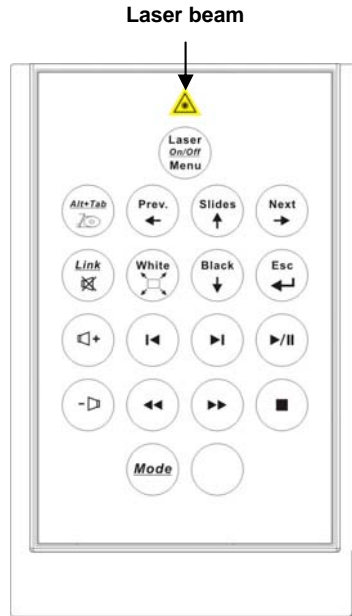 Laser beam
Laser
On/Off
Menu
Alt+Tab Prev. Slides Next
Link White Black Esc
+
-
Mode